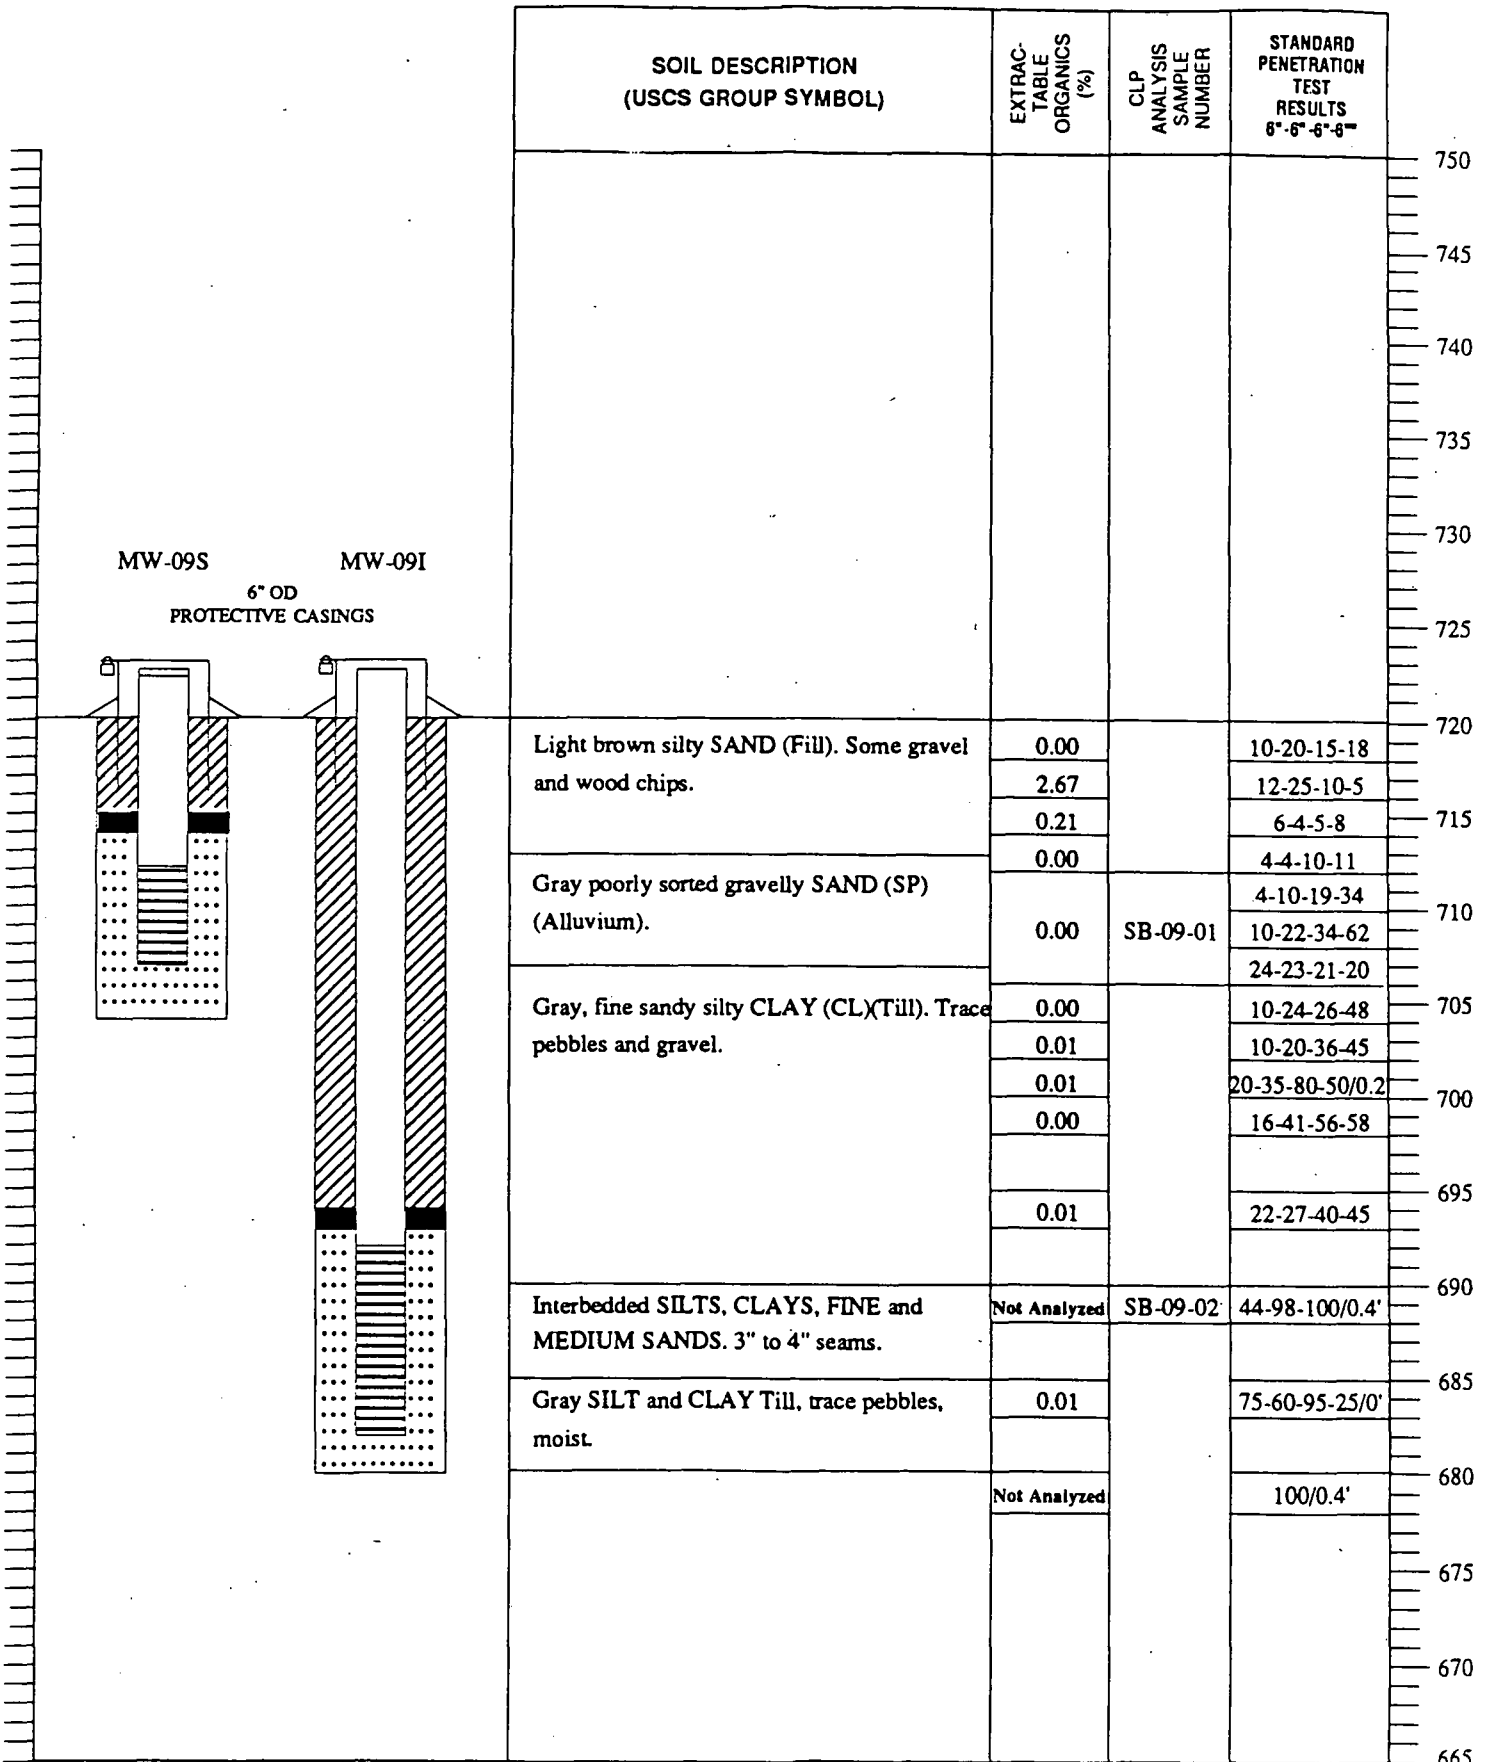 SOIL DESCRIPTION
(USCS GROUP SYMBOL)
EXTRAC-
TABLE
ORGANICS
(%)
CLP
ANALYSIS
SAMPLE
NUMBER
STANDARD
PENETRATION
TEST
RESULTS
6"-6"-6"-6"
750
745
740
735
730
725
720
715
710
705
700
695
690
685
680
675
670
665
MW-09S
MW-09I
6" OD
PROTECTIVE CASINGS
Light brown silty SAND (Fill). Some gravel
and wood chips.
0.00
10-20-15-18
2.67
12-25-10-5
0.21
6-4-5-8
0.00
4-4-10-11
Gray poorly sorted gravelly SAND (SP)
(Alluvium).
4-10-19-34
0.00
SB-09-01
10-22-34-62
24-23-21-20
Gray, fine sandy silty CLAY (CL)(Till). Trace
pebbles and gravel.
0.00
10-24-26-48
0.01
10-20-36-45
0.01
20-35-80-50/0.2
0.00
16-41-56-58
0.01
22-27-40-45
Interbedded SILTS, CLAYS, FINE and
MEDIUM SANDS. 3" to 4" seams.
Not Analyzed
SB-09-02
44-98-100/0.4'
Gray SILT and CLAY Till, trace pebbles,
moist.
0.01
75-60-95-25/0'
Not Analyzed
100/0.4'